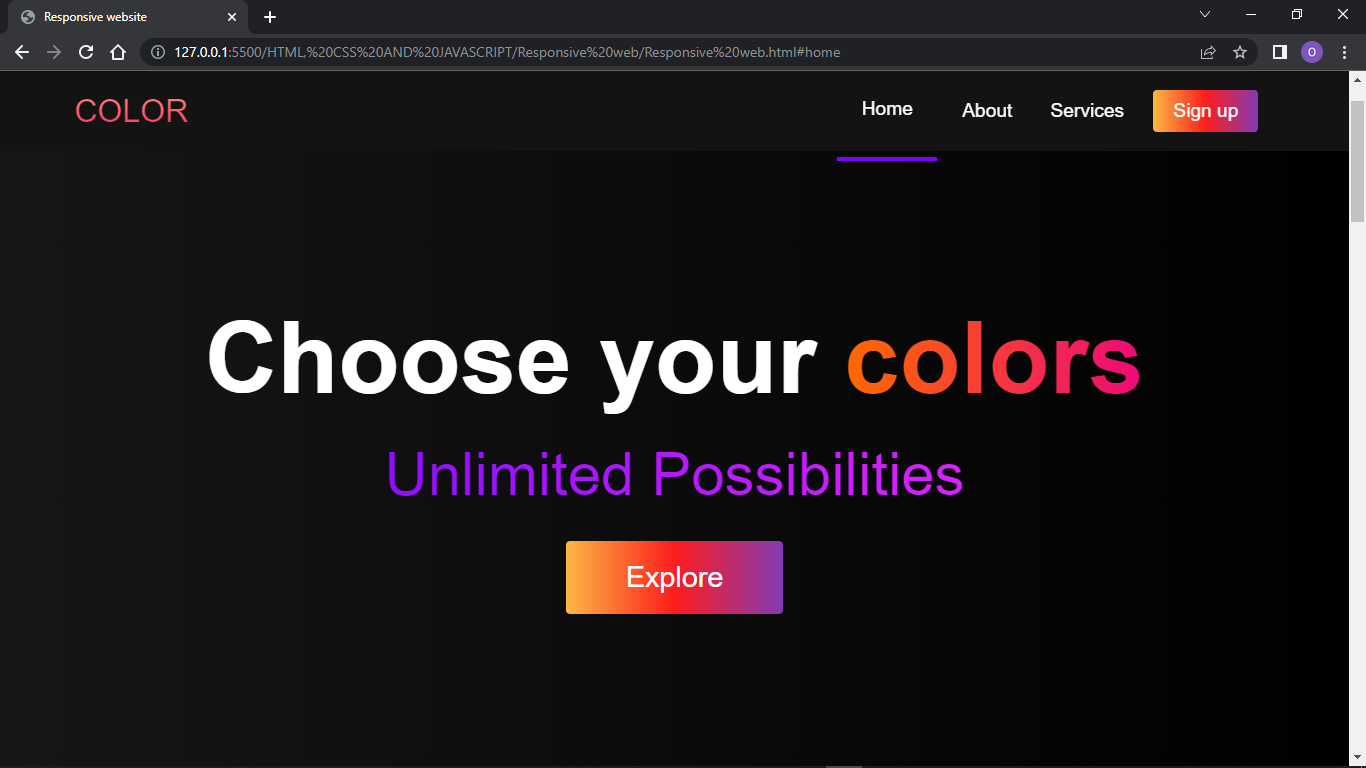 Responsive website
127.0.0.1:5500/HTML,%20CSS%20AND%20JAVASCRIPT/Responsive%20web/Responsive%20web.html#home
O
COLOR
Home
About
Services
Sign up
Choose your colors
Unlimited Possibilities
Explore